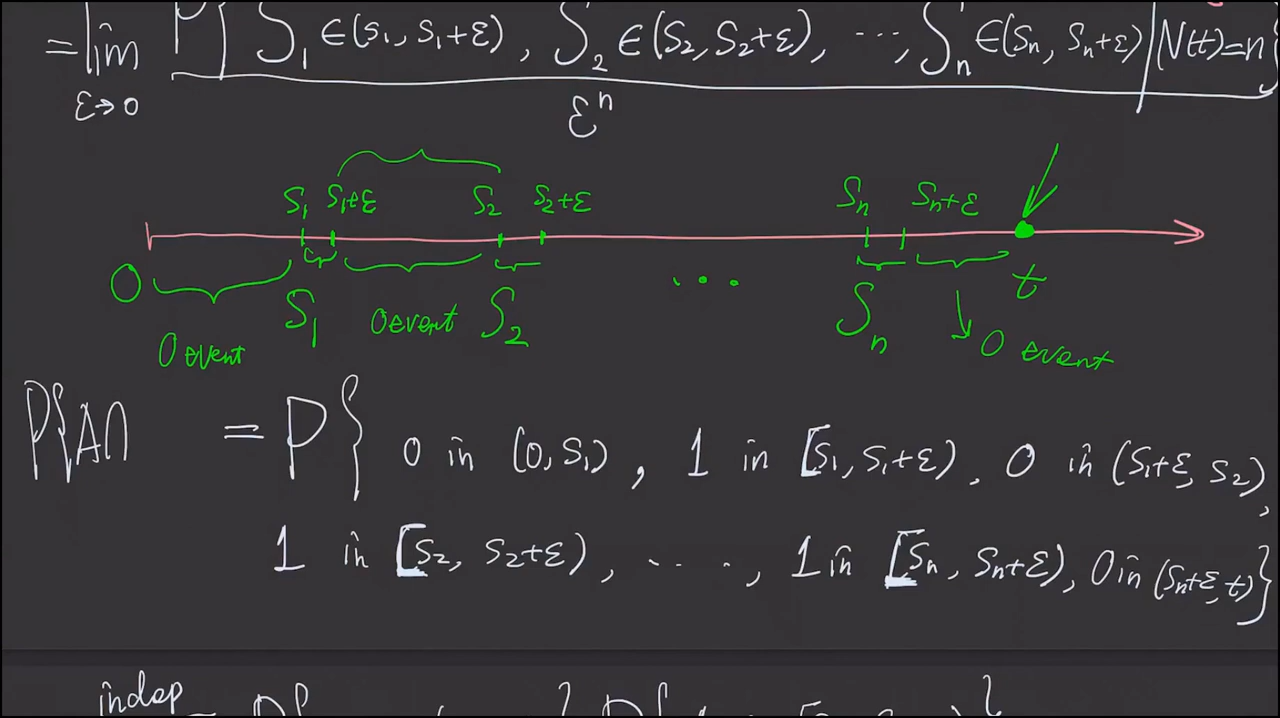 = lim P{ S₁ ∈(s₁, s₁+ε), S₂ ∈(s₂, s₂+ε), ⋯, Sₙ ∈(sₙ, sₙ+ε) | N(t)=n}
ε→0 εⁿ
s₁ s₁+ε s₂ s₂+ε sₙ sₙ+ε
0 S₁ S₂ ⋯ Sₙ t
0 event 0 event 0 event
P{A∩ = P{ 0 in (0, s₁), 1 in [s₁, s₁+ε), 0 in (s₁+ε, s₂),
1 in [s₂, s₂+ε), ⋯, 1 in [sₙ, sₙ+ε), 0 in (sₙ+ε, t)}
indep